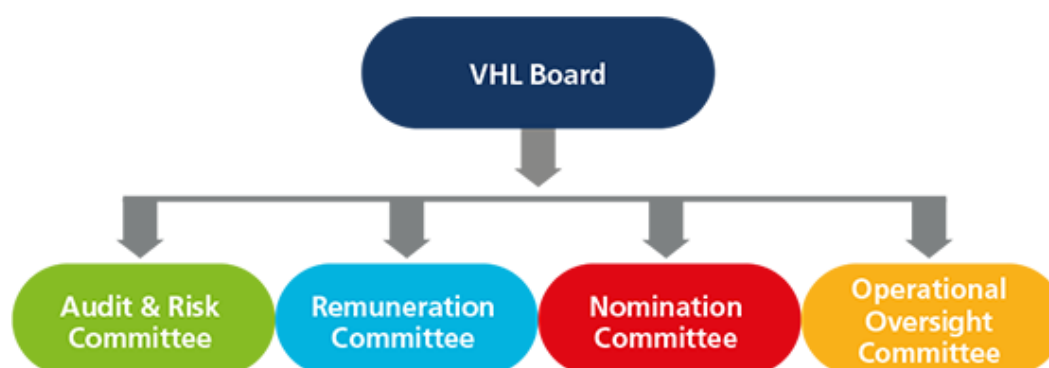 VHL Board
Audit & Risk
Committee
Remuneration
Committee
Nomination
Committee
Operational
Oversight
Committee